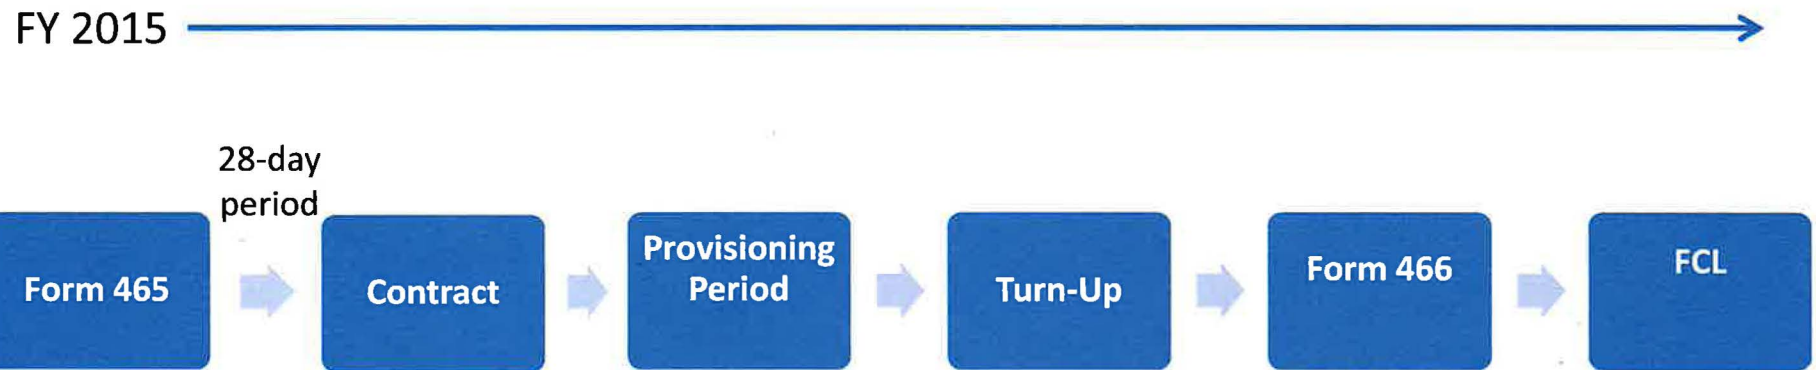 FY 2015
28-day
period
Form 465
Contract
Provisioning
Period
Turn-Up
Form 466
FCL